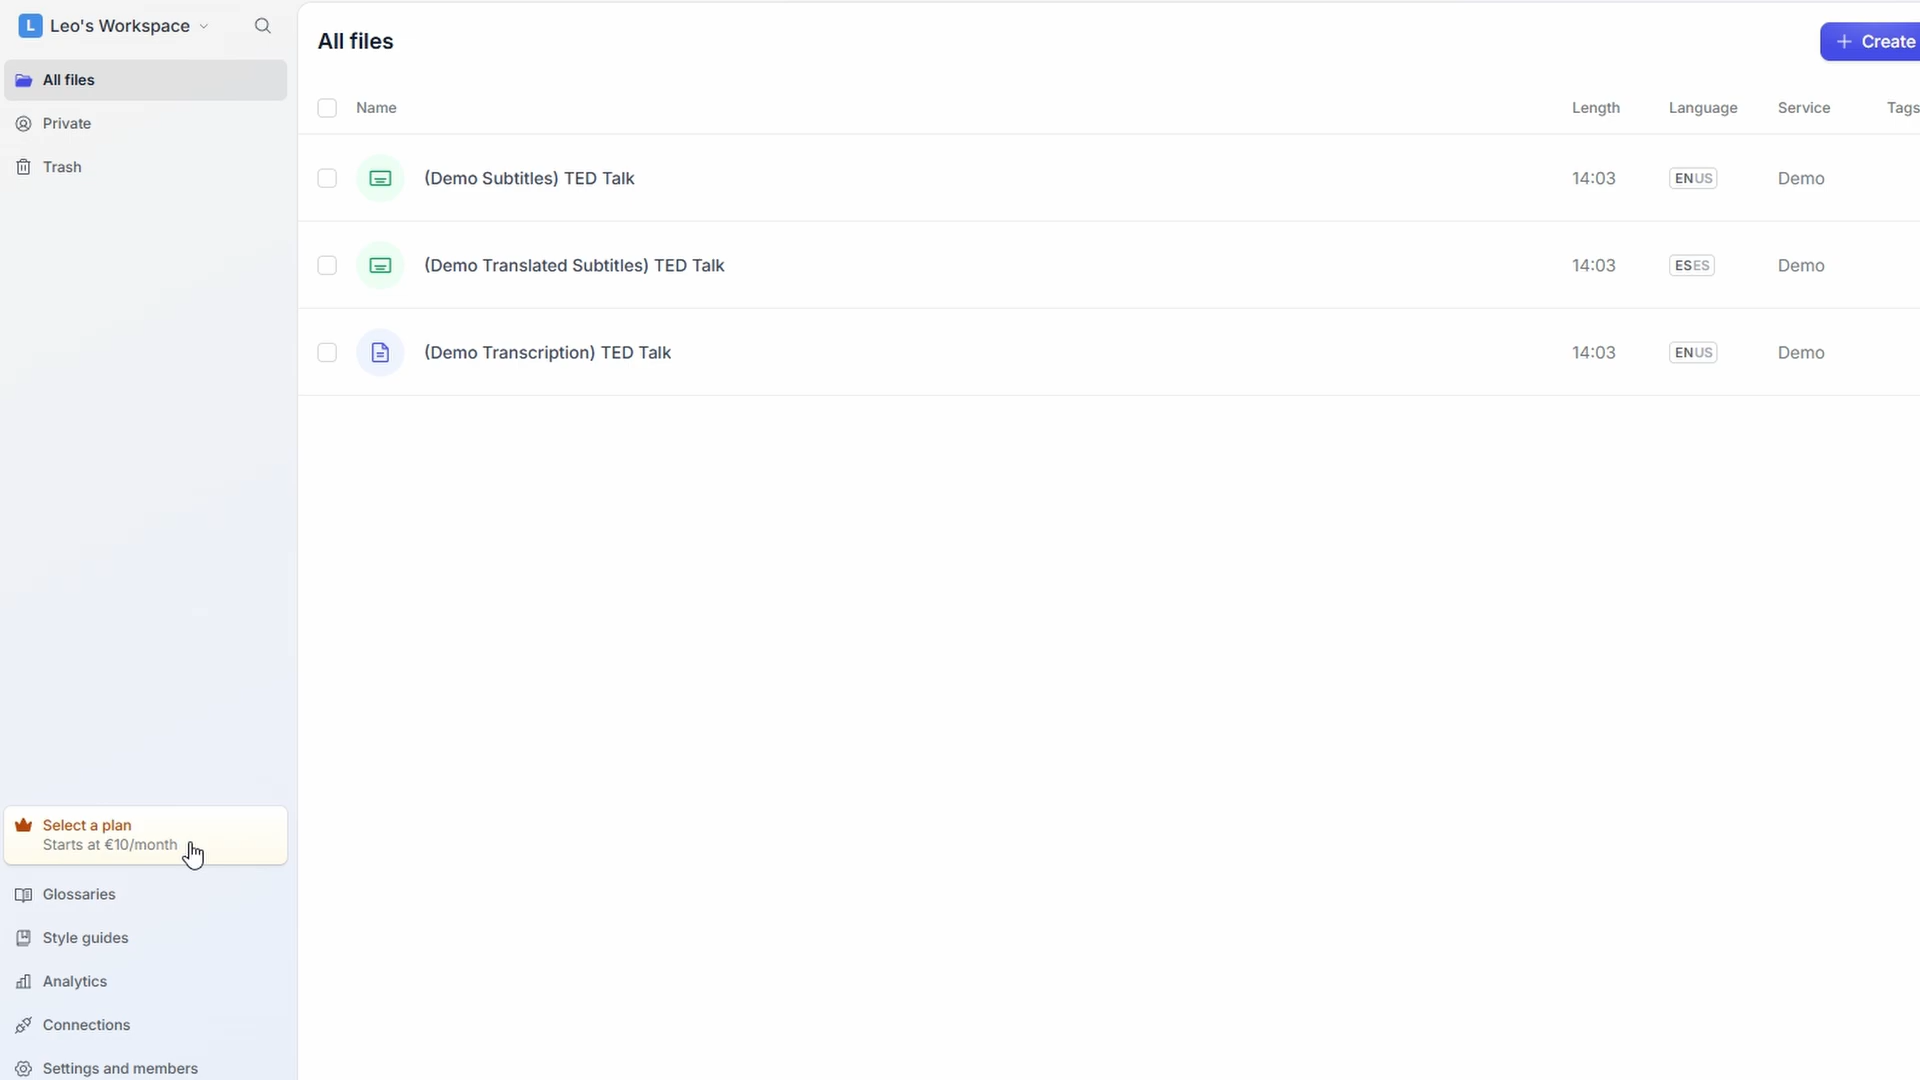 L Leo's Workspace
All files
Private
Trash
Select a plan
Starts at €10/month
Glossaries
Style guides
Analytics
Connections
Settings and members
All files
+ Create
Name Length Language Service Tags
(Demo Subtitles) TED Talk 14:03 ENUS Demo
(Demo Translated Subtitles) TED Talk 14:03 ESES Demo
(Demo Transcription) TED Talk 14:03 ENUS Demo